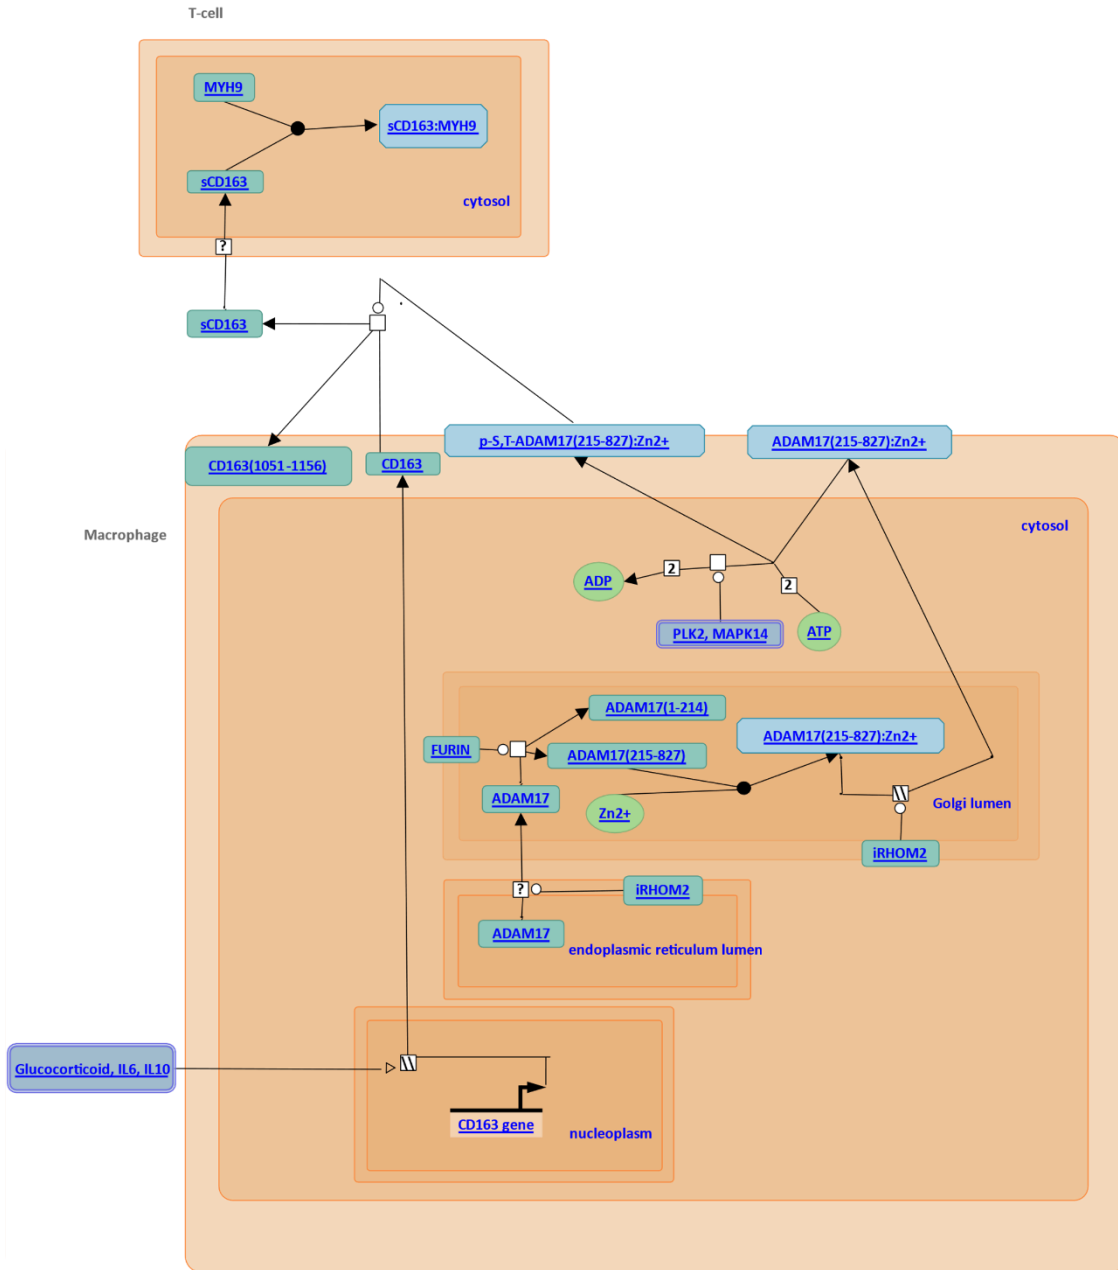 T-cell
MYH9
sCD163:MYH9
sCD163
cytosol
?
sCD163
p-S,T-ADAM17(215-827):Zn2+
ADAM17(215-827):Zn2+
CD163(1051-1156)
CD163
cytosol
Macrophage
2
ADP
2
PLK2, MAPK14
ATP
ADAM17(1-214)
FURIN
ADAM17(215-827)
ADAM17(215-827):Zn2+
ADAM17
Zn2+
Golgi lumen
iRHOM2
?
iRHOM2
ADAM17
endoplasmic reticulum lumen
Glucocorticoid, IL6, IL10
CD163 gene
nucleoplasm